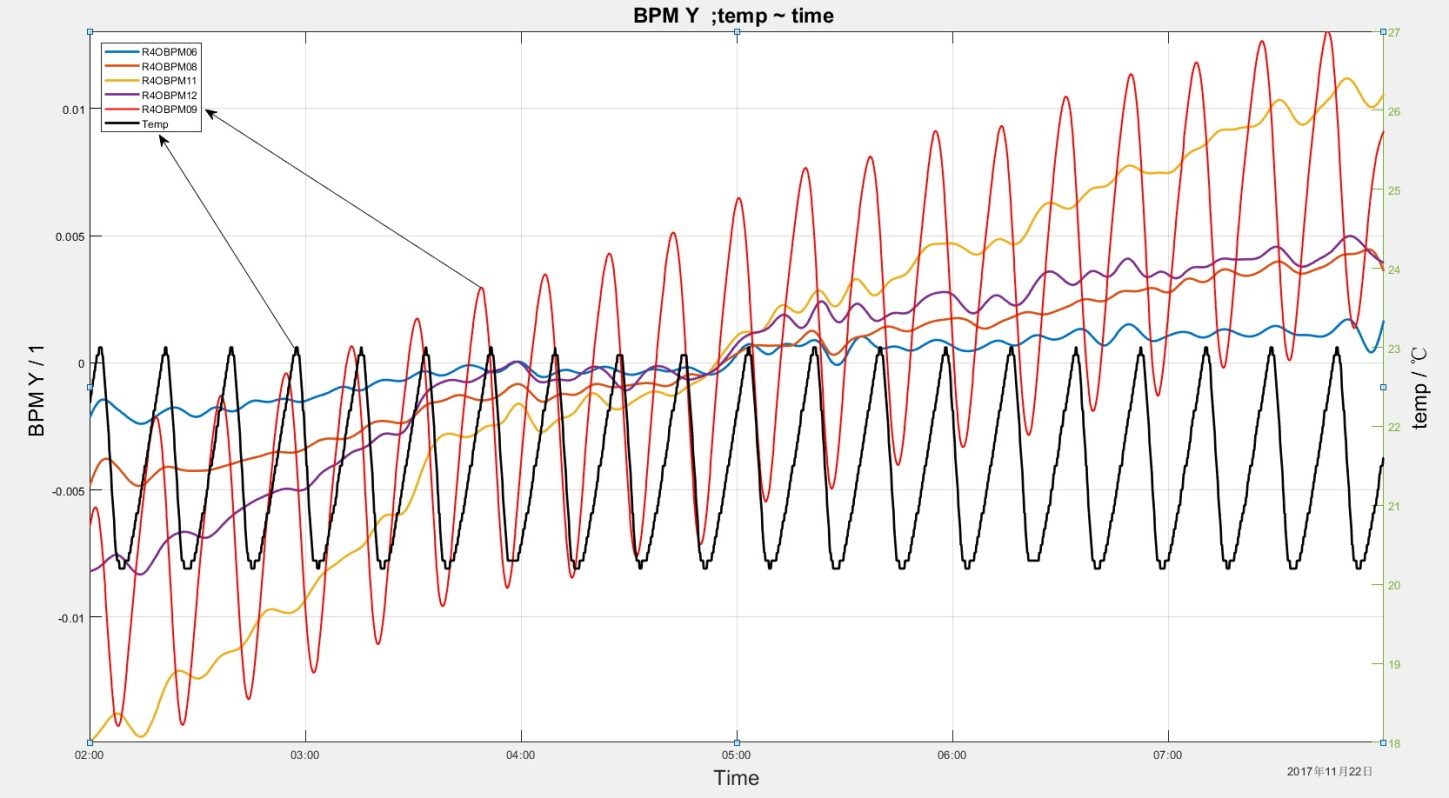 BPM Y ;temp ~ time
R4OBPM06
R4OBPM08
R4OBPM11
R4OBPM12
R4OBPM09
Temp
BPM Y / 1
0.01
0.005
0
-0.005
-0.01
27
26
25
24
23
22
21
20
19
18
temp / ℃
02:00 03:00 04:00 05:00 06:00 07:00
Time
2017年11月22日